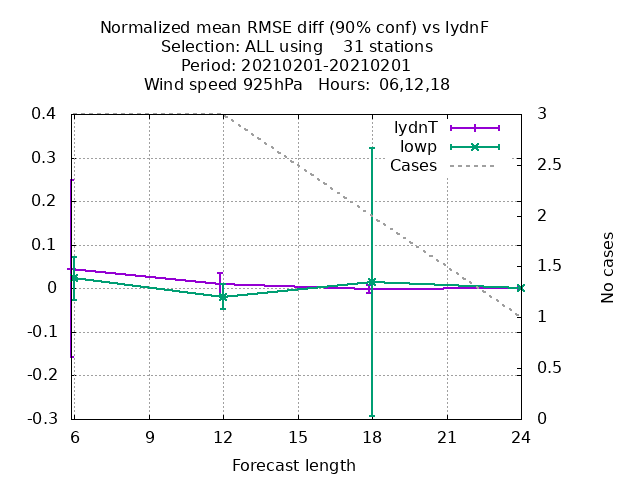 Normalized mean RMSE diff (90% conf) vs lydnF
Selection: ALL using    31 stations
Period: 20210201-20210201
Wind speed 925hPa   Hours:  06,12,18
lydnT
lowp
Cases
0.4
0.3
0.2
0.1
0
-0.1
-0.2
-0.3
3
2.5
2
1.5
1
0.5
0
No cases
6 9 12 15 18 21 24
Forecast length